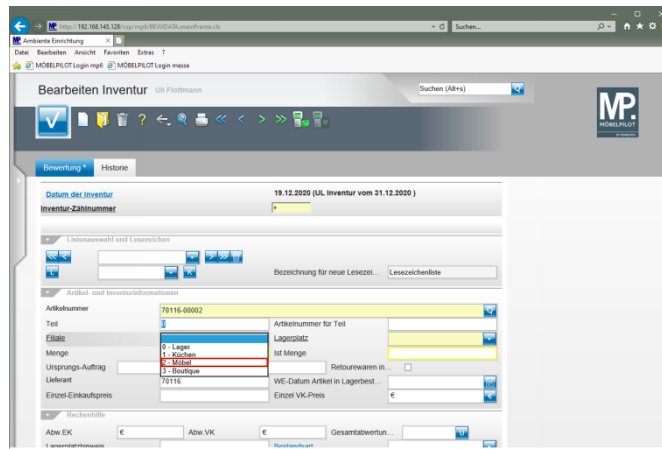 http://192.168.145.128/csp/mp6/BEWIDATA.mainFrame.cls
Suchen...
Ambiente Einrichtung
Datei Bearbeiten Ansicht Favoriten Extras ?
MÖBELPILOT Login mp6 MÖBELPILOT Login messe
Bearbeiten Inventur Uli Flottmann
Suchen (Alt+s)
MP.
MÖBELPILOT
Bewertung * Historie
Datum der Inventur 19.12.2020 (UL Inventur vom 31.12.2020 )
Inventur-Zählnummer +
Listenauswahl und Lesezeichen
L K
Bezeichnung für neue Lesezei... Lesezeichenliste
Artikel- und Inventurinformationen
Artikelnummer 70116-00002
Teil 0 Artikelnummer für Teil
Filiale Lagerplatz
0 - Lager
1 - Küchen
2 - Möbel
3 - Boutique
Menge Ist Menge
Ursprungs-Auftrag Retourewaren in...
Lieferant 70116 WE-Datum Artikel in Lagerbest...
Einzel-Einkaufspreis Einzel VK-Preis €
Rechenhilfe
Abw.EK € Abw.VK € Gesamtabwertun...
Lagerplatzhinweis Bestandsart